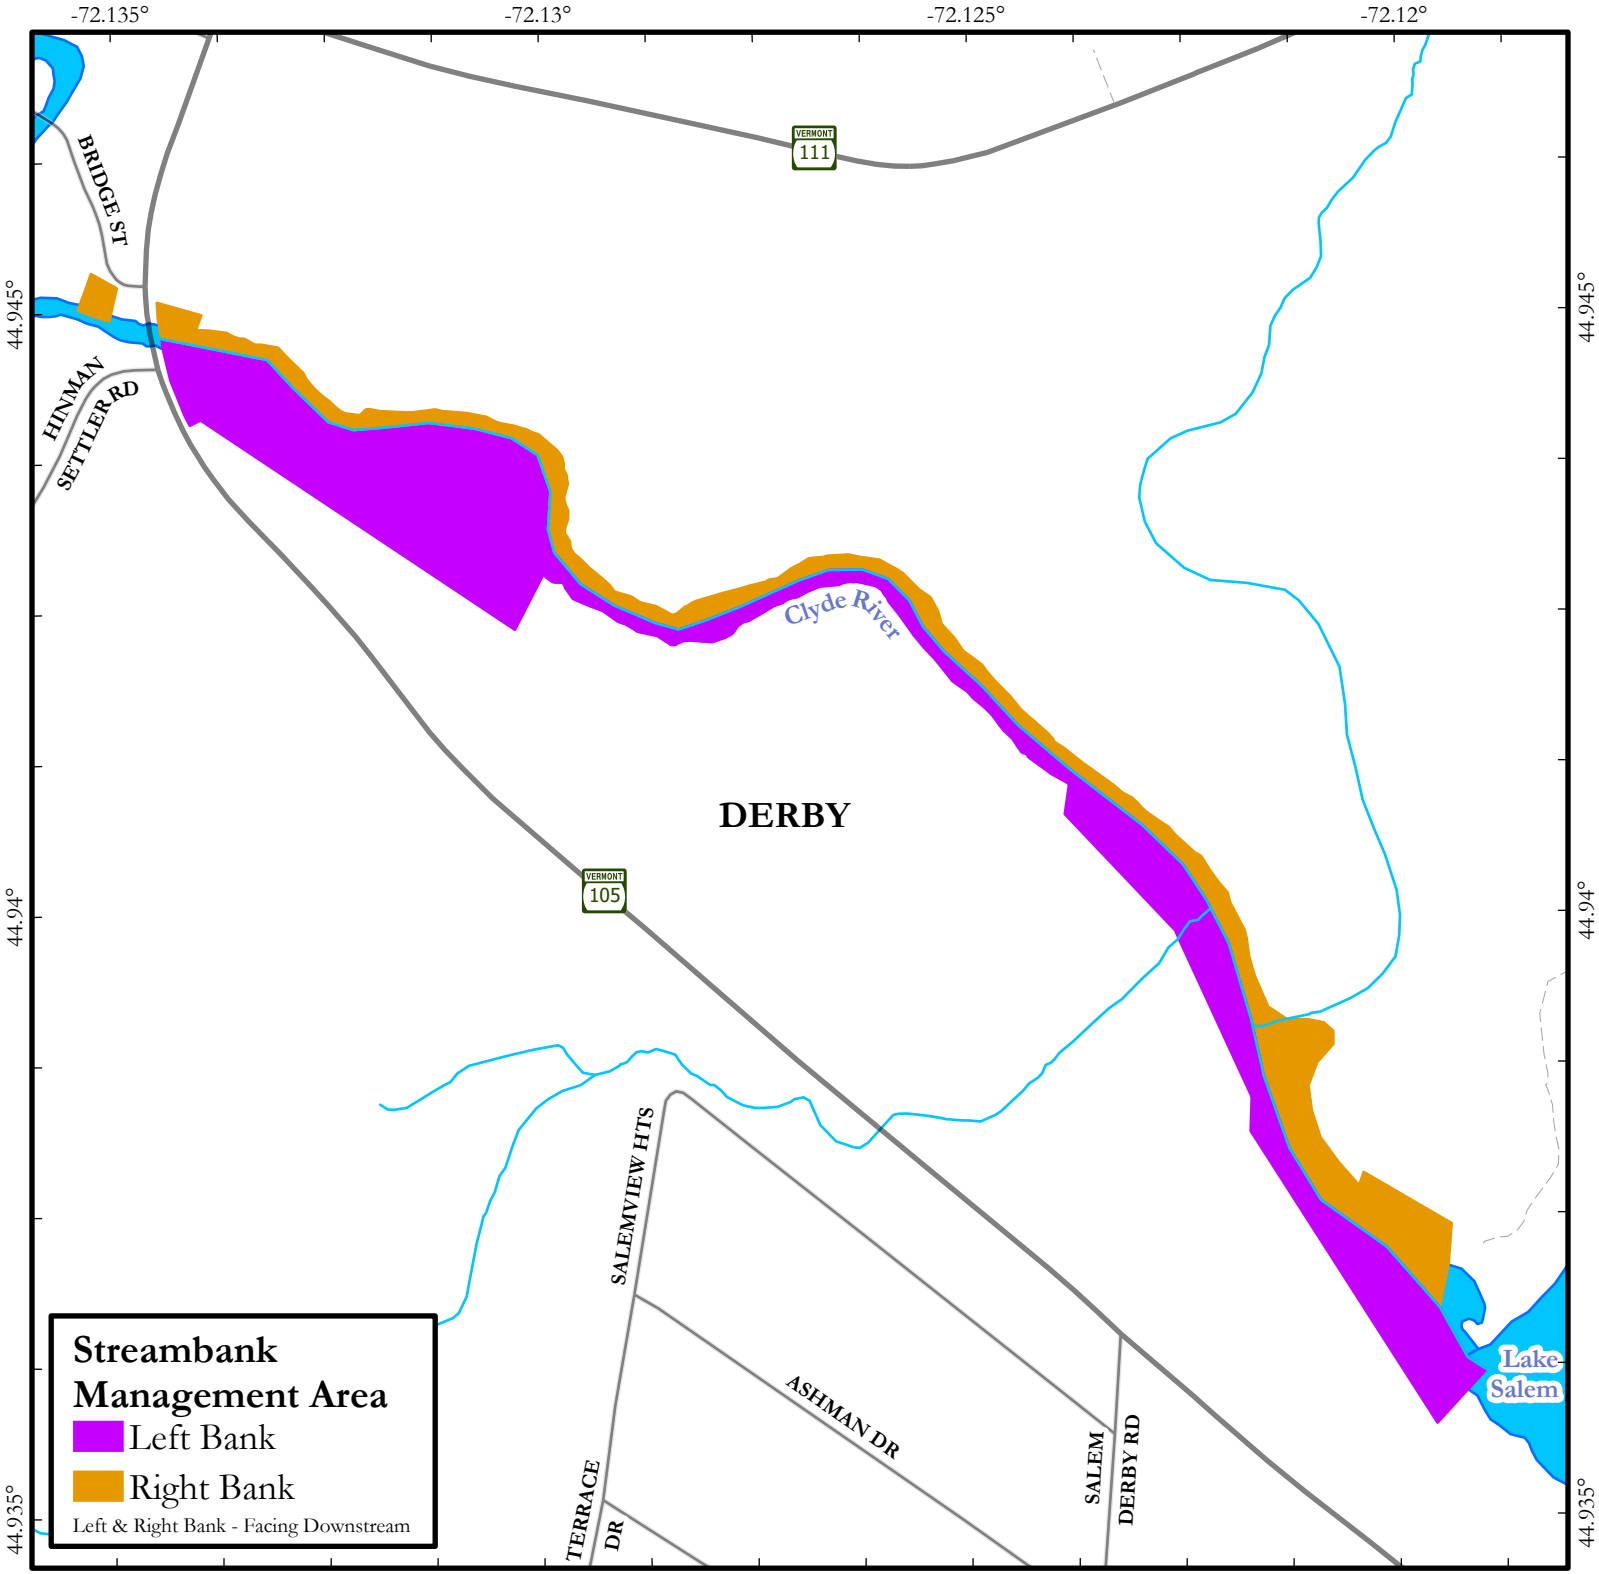 -72.135° -72.13° -72.125° -72.12°
VERMONT
111
BRIDGE ST
44.945° 44.945°
HINMAN
SETTLER RD
Clyde River
DERBY
VERMONT
105
44.94° 44.94°
SALEMVIEW HTS
Streambank
Management Area
Left Bank
Right Bank
Left & Right Bank - Facing Downstream
Lake
Salem
ASHMAN DR
SALEM
DERBY RD
TERRACE
DR
44.935° 44.935°